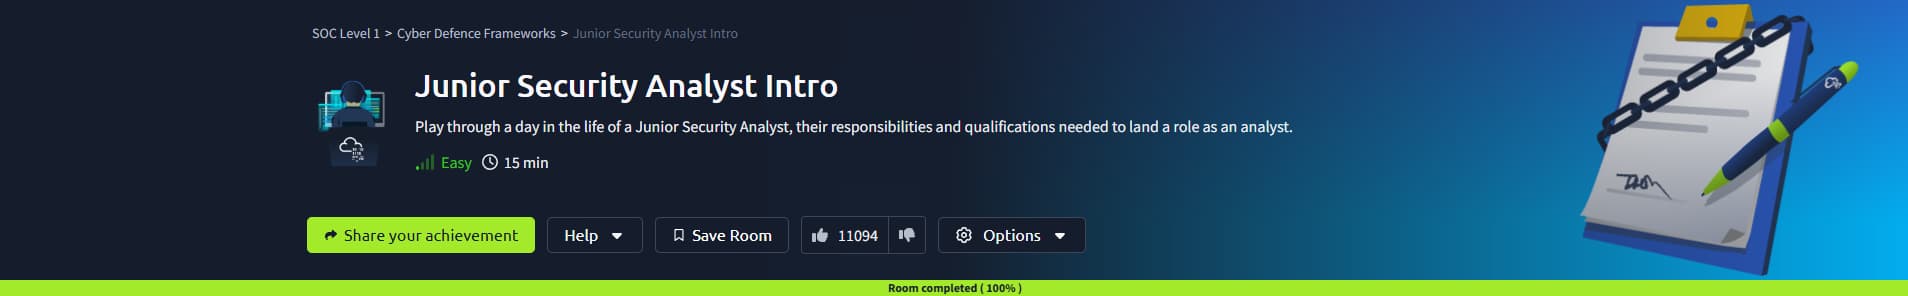 SOC Level 1 > Cyber Defence Frameworks > Junior Security Analyst Intro
Junior Security Analyst Intro
Play through a day in the life of a Junior Security Analyst, their responsibilities and qualifications needed to land a role as an analyst.
Easy 15 min
Share your achievement Help Save Room 11094 Options
Room completed ( 100% )